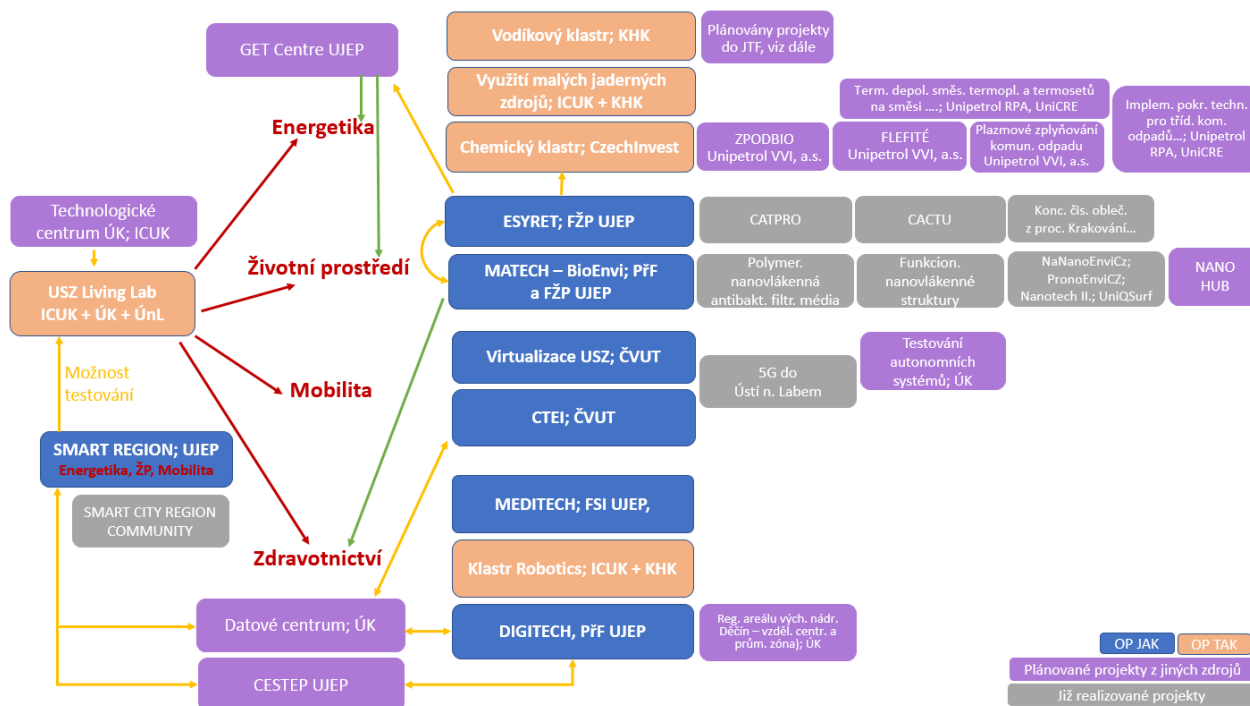 GET Centre UJEP
Vodíkový klastr; KHK
Plánovány projekty
do JTF, viz dále
Využití malých jaderných
zdrojů; ICUK + KHK
Term. depol. směs. termopl. a termosetů
na směsi ....; Unipetrol RPA, UniCRE
Implem. pokr. techn.
pro tříd. kom.
odpadů...; Unipetrol
RPA, UniCRE
Energetika
Chemický klastr; CzechInvest
ZPODBIO
Unipetrol VVI, a.s.
FLEFITÉ
Unipetrol VVI, a.s.
Plazmové zplyňování
komun. odpadu
Unipetrol VVI, a.s.
Technologické
centrum ÚK; ICUK
ESYRET; FŽP UJEP
CATPRO
CACTU
Konc. čis. obleč.
z proc. Krakování...
Životní prostředí
USZ Living Lab
ICUK + ÚK + ÚnL
MATECH – BioEnvi; PřF
a FŽP UJEP
Polymer.
nanovlákenná
antibakt. filtr. média
Funkcion.
nanovlákenné
struktury
NaNanoEnviCz;
PronoEnviCZ;
Nanotech II.; UniQSurf
NANO
HUB
Možnost
testování
Mobilita
Virtualizace USZ; ČVUT
5G do
Ústí n. Labem
Testování
autonomních
systémů; ÚK
CTEI; ČVUT
SMART REGION; UJEP
Energetika, ŽP, Mobilita
SMART CITY REGION
COMMUNITY
MEDITECH; FSI UJEP,
Zdravotnictví
Klastr Robotics; ICUK + KHK
Datové centrum; ÚK
DIGITECH, PřF UJEP
Reg. areálu vých. nádr.
Děčín – vzděl. centr. a
prům. zóna); ÚK
CESTEP UJEP
OP JAK
OP TAK
Plánované projekty z jiných zdrojů
Již realizované projekty